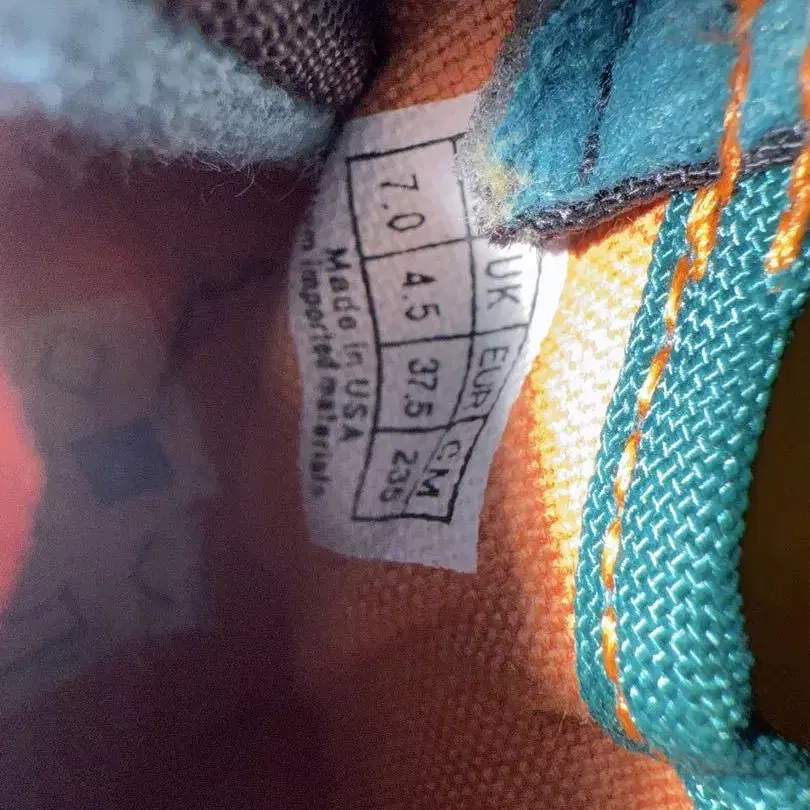 UK EUR CM
7.0 4.5 37.5 235
Made in USA
imported materials